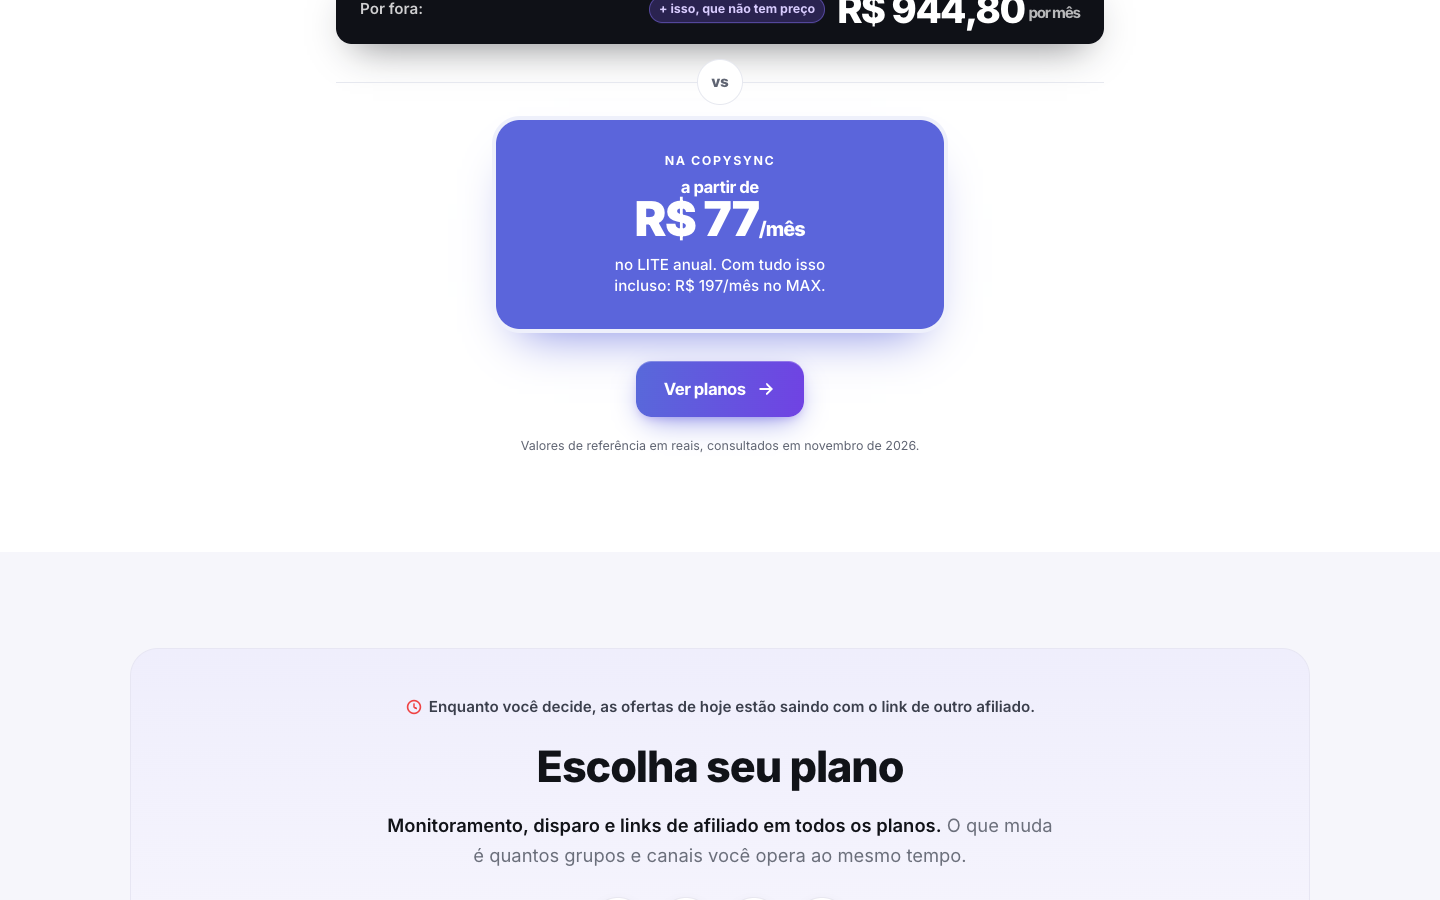 Por fora:
+ isso, que não tem preço
R$ 944,80 por mês
vs
NA COPYSYNC
a partir de
R$ 77/mês
no LITE anual. Com tudo isso
incluso: R$ 197/mês no MAX.
Ver planos →
Valores de referência em reais, consultados em novembro de 2026.
Enquanto você decide, as ofertas de hoje estão saindo com o link de outro afiliado.
Escolha seu plano
Monitoramento, disparo e links de afiliado em todos os planos. O que muda
é quantos grupos e canais você opera ao mesmo tempo.